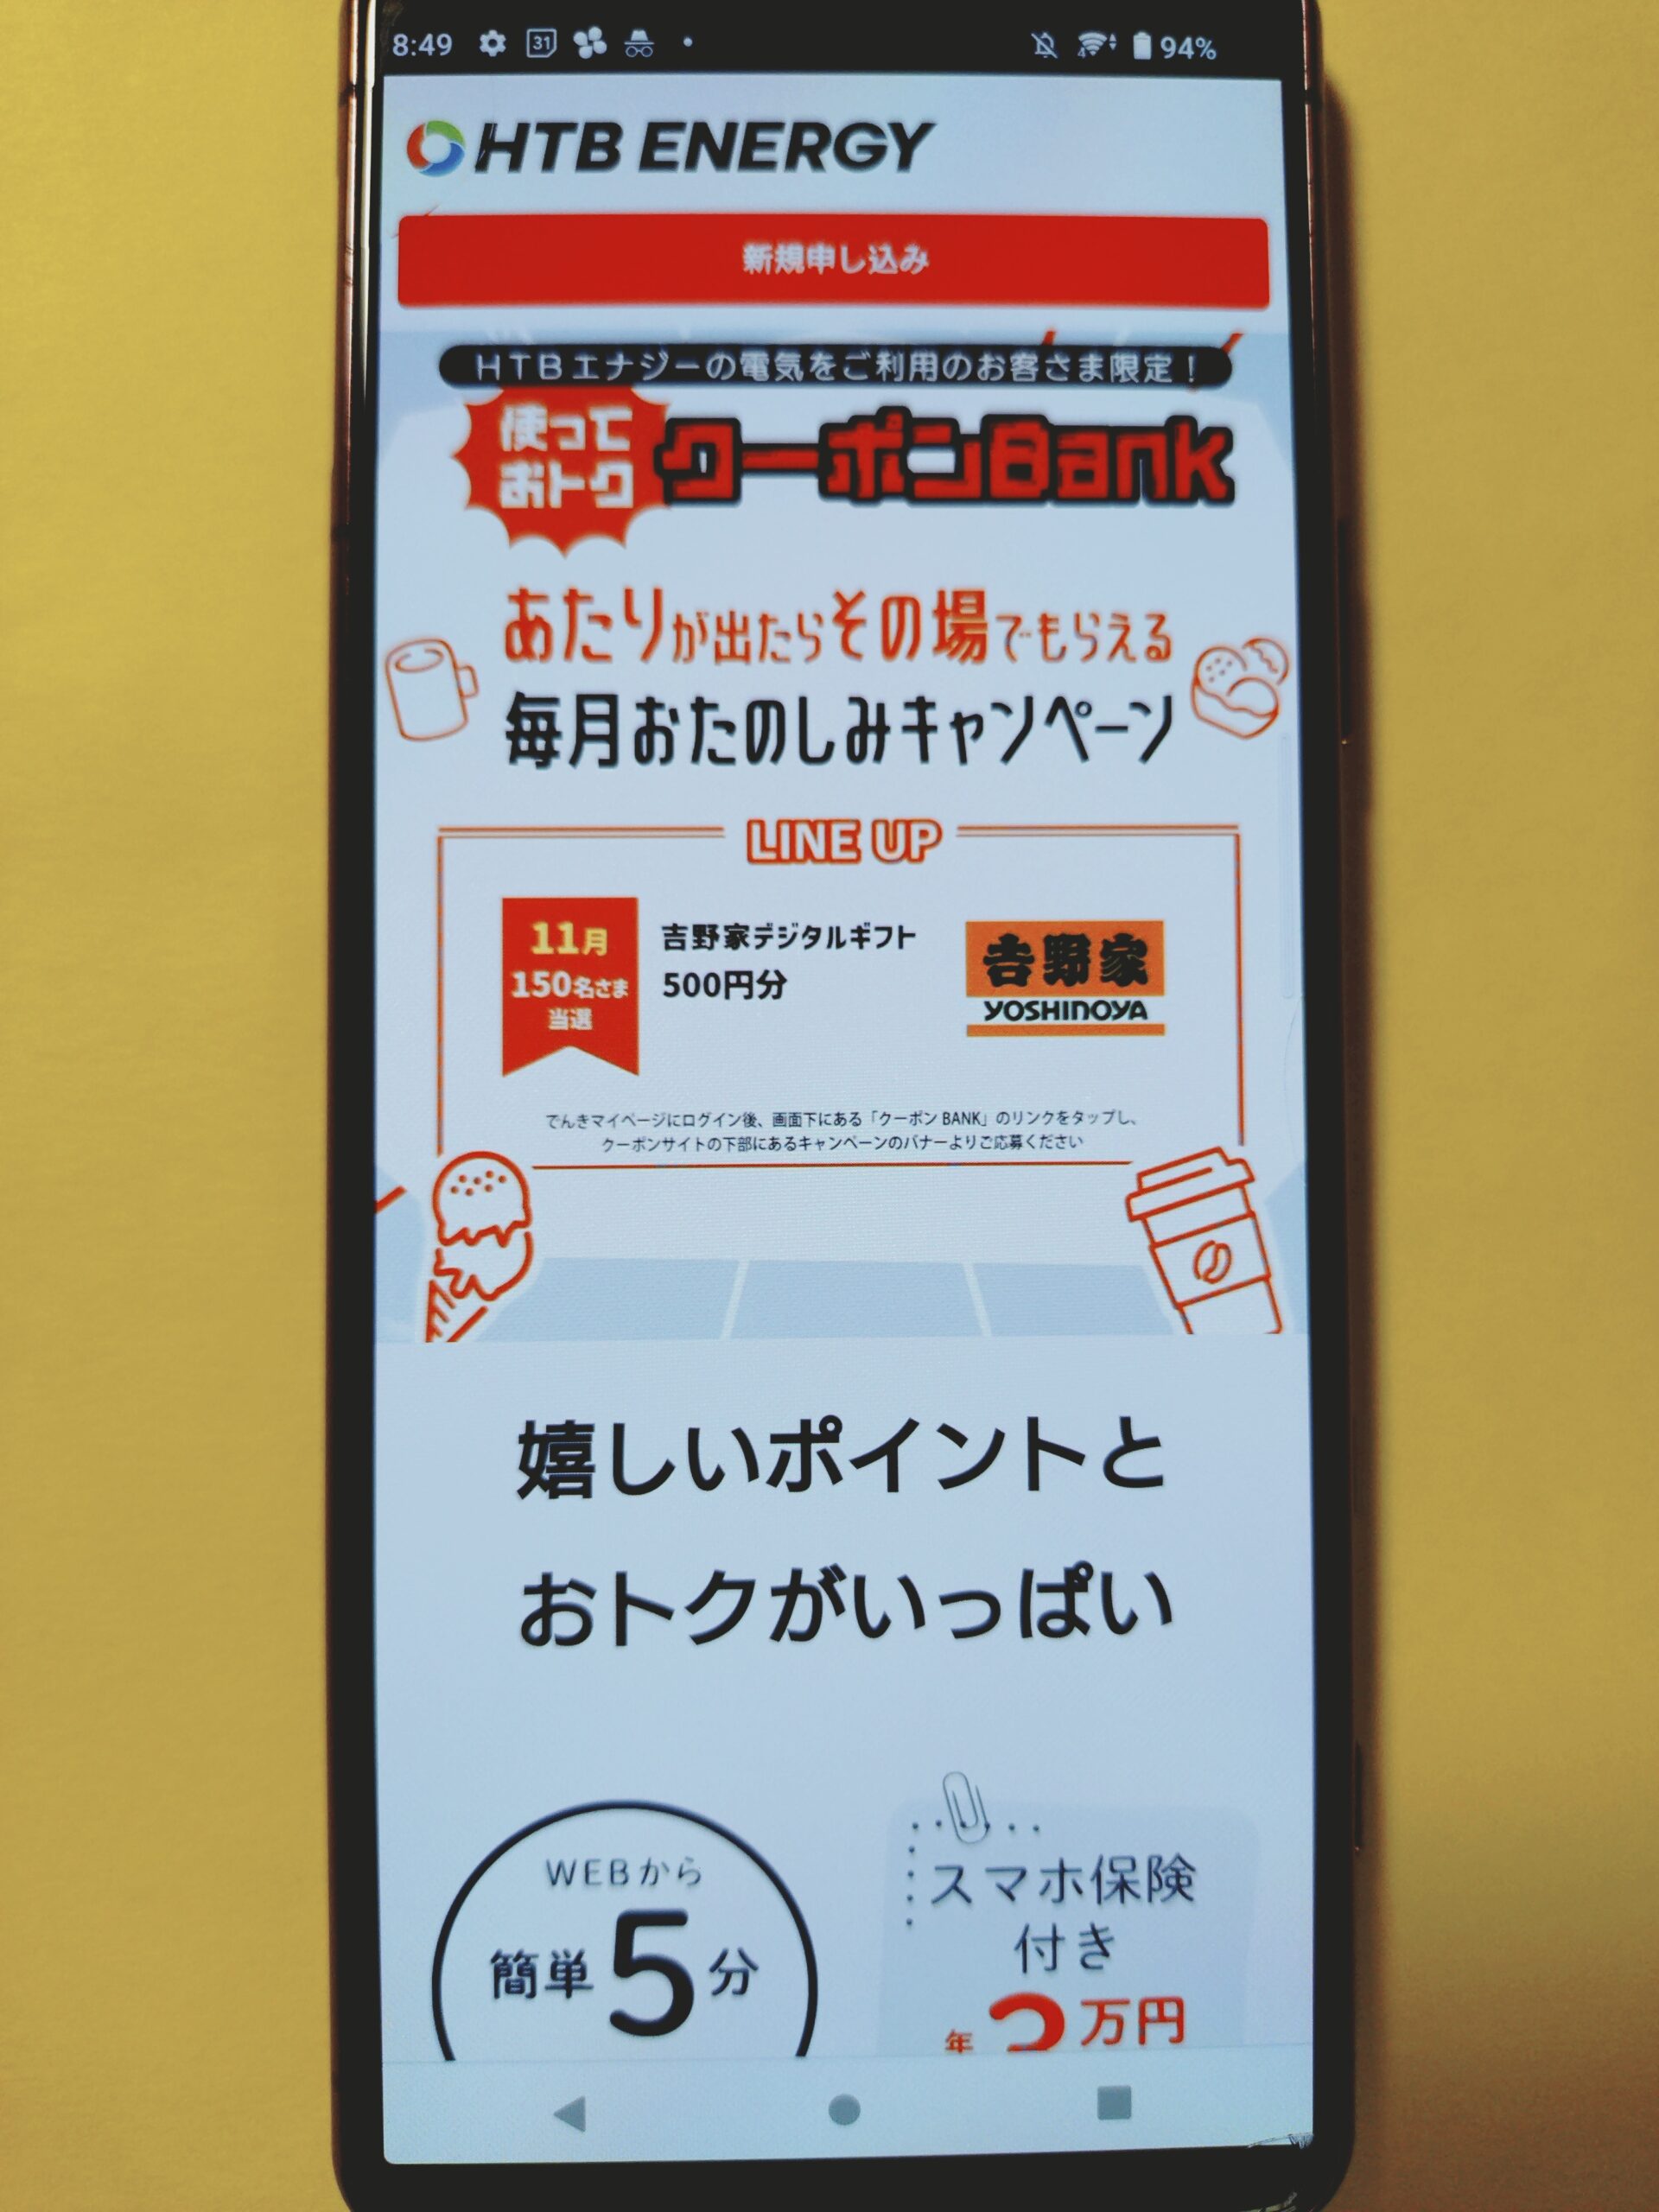 8:49
31
94%
HTB ENERGY
新規申し込み
HTBエナジーの電気をご利用のお客さま限定！
使って
おトク
クーポンBank
あたりが出たらその場でもらえる
毎月おたのしみキャンペーン
LINE UP
11月
150名さま
当選
吉野家デジタルギフト
500円分
吉野家
YOSHINOYA
でんきマイページにログイン後、画面下にある「クーポン BANK」のリンクをタップし、
クーポンサイトの下部にあるキャンペーンのバナーよりご応募ください
嬉しいポイントと
おトクがいっぱい
WEBから
簡単5分
スマホ保険
付き
年 万円